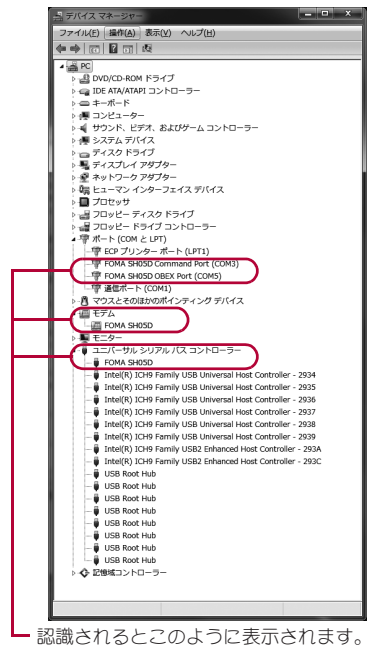 デバイス マネージャー
ファイル(F) 操作(A) 表示(V) ヘルプ(H)
PC
DVD/CD-ROM ドライブ
IDE ATA/ATAPI コントローラー
キーボード
コンピューター
サウンド、ビデオ、およびゲーム コントローラー
システム デバイス
ディスク ドライブ
ディスプレイ アダプター
ネットワーク アダプター
ヒューマン インターフェイス デバイス
プロセッサ
フロッピー ディスク ドライブ
フロッピー ドライブ コントローラー
ポート (COM と LPT)
ECP プリンター ポート (LPT1)
FOMA SH05D Command Port (COM3)
FOMA SH05D OBEX Port (COM5)
通信ポート (COM1)
マウスとそのほかのポインティング デバイス
モデム
FOMA SH05D
モニター
ユニバーサル シリアル バス コントローラー
FOMA SH05D
Intel(R) ICH9 Family USB Universal Host Controller - 2934
Intel(R) ICH9 Family USB Universal Host Controller - 2935
Intel(R) ICH9 Family USB Universal Host Controller - 2936
Intel(R) ICH9 Family USB Universal Host Controller - 2937
Intel(R) ICH9 Family USB Universal Host Controller - 2938
Intel(R) ICH9 Family USB Universal Host Controller - 2939
Intel(R) ICH9 Family USB2 Enhanced Host Controller - 293A
Intel(R) ICH9 Family USB2 Enhanced Host Controller - 293C
USB Root Hub
USB Root Hub
USB Root Hub
USB Root Hub
USB Root Hub
USB Root Hub
USB Root Hub
USB Root Hub
記憶域コントローラー
認識されるとこのように表示されます。